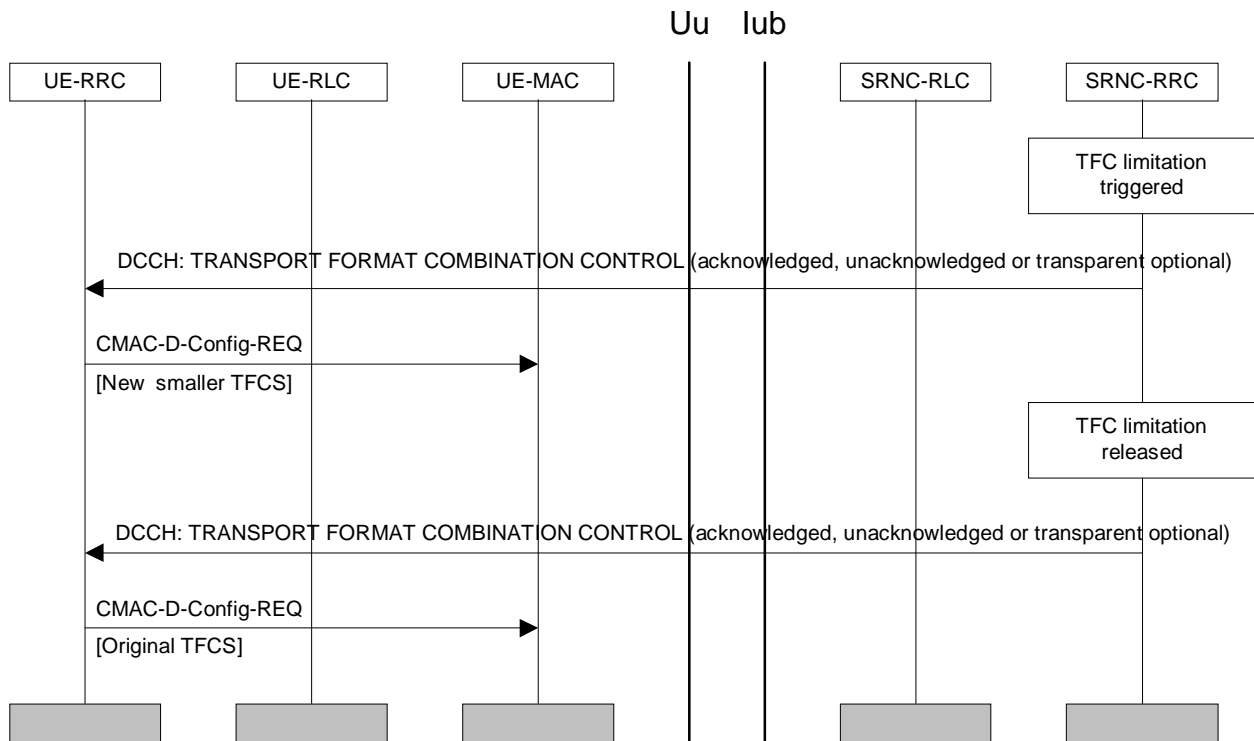 Uu Iub
UE-RRC UE-RLC UE-MAC SRNC-RLC SRNC-RRC
TFC limitation
triggered
DCCH: TRANSPORT FORMAT COMBINATION CONTROL (acknowledged, unacknowledged or transparent optional)
CMAC-D-Config-REQ
[New smaller TFCS]
TFC limitation
released
DCCH: TRANSPORT FORMAT COMBINATION CONTROL (acknowledged, unacknowledged or transparent optional)
CMAC-D-Config-REQ
[Original TFCS]